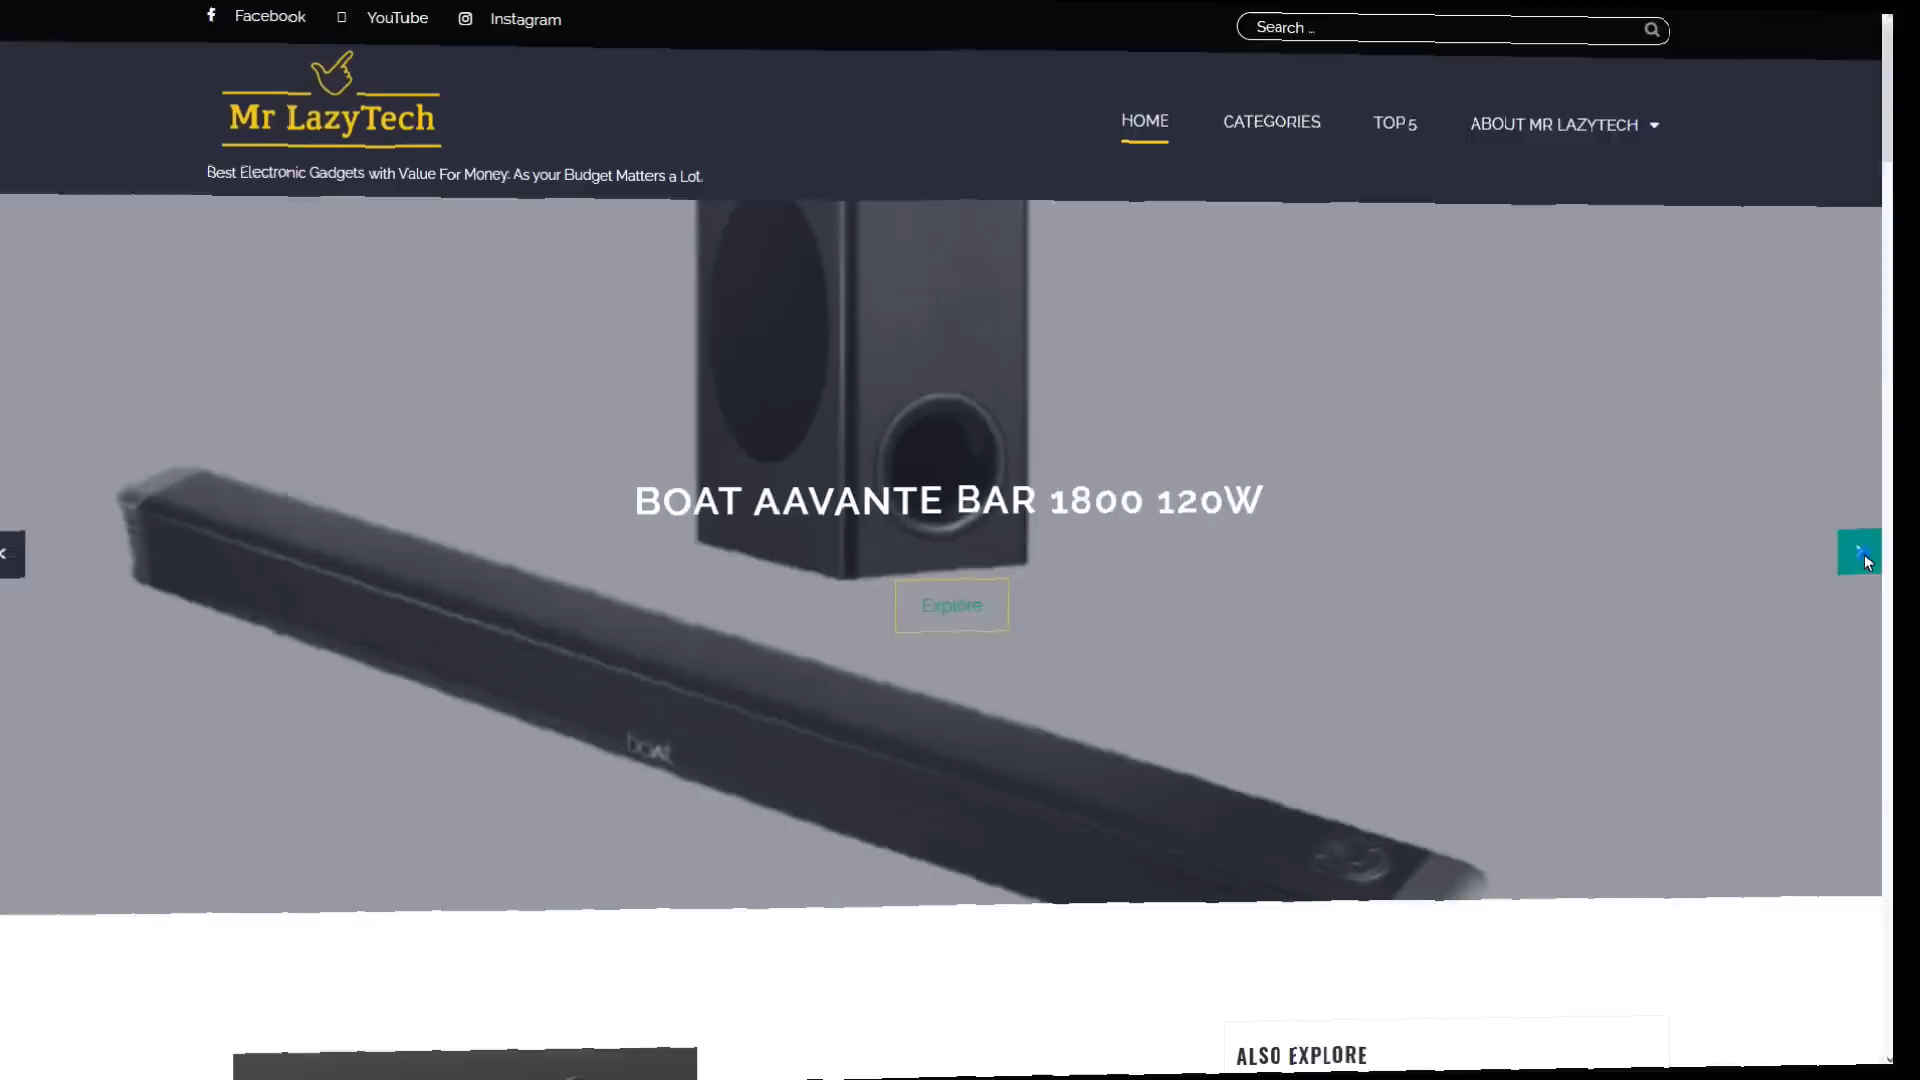 Facebook
YouTube
Instagram
Search ...
Mr LazyTech
HOME
CATEGORIES
TOP 5
ABOUT MR LAZYTECH
Best Electronic Gadgets with Value For Money. As your Budget Matters a Lot.
BOAT AAVANTE BAR 1800 120W
Explore
boAt
ALSO EXPLORE